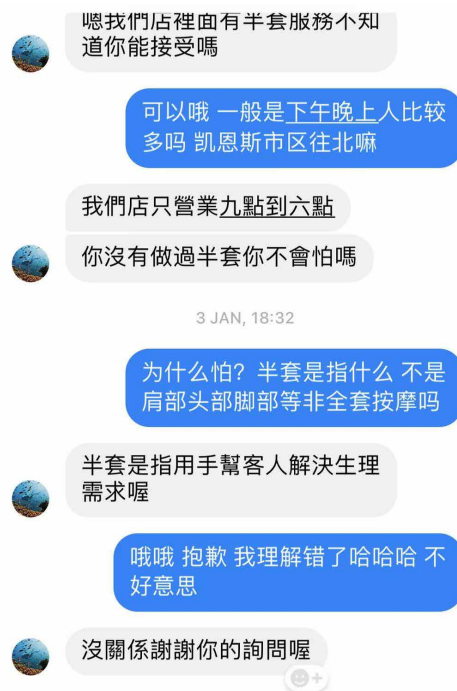 嗯我們店裡面有半套服務不知
道你能接受嗎
可以哦 一般是下午晚上人比较
多吗 凯恩斯市区往北嘛
我們店只營業九點到六點
你沒有做過半套你不會怕嗎
3 JAN, 18:32
为什么怕？半套是指什么 不是
肩部头部脚部等非全套按摩吗
半套是指用手幫客人解決生理
需求喔
哦哦 抱歉 我理解错了哈哈哈 不
好意思
沒關係謝謝你的詢問喔